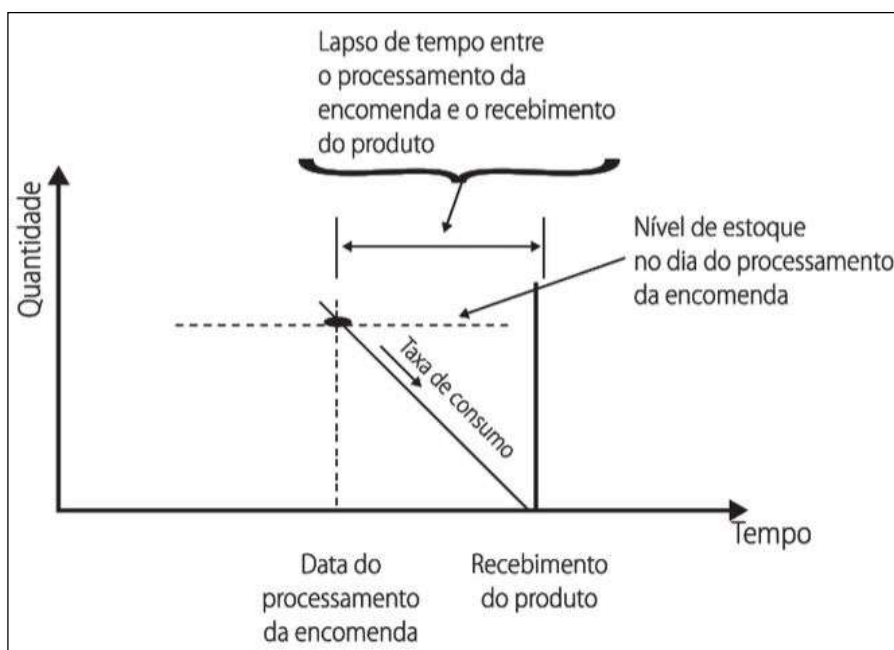 Lapso de tempo entre
o processamento da
encomenda e o recebimento
do produto
Quantidade
Nível de estoque
no dia do processamento
da encomenda
Taxa de consumo
Tempo
Data do
processamento
da encomenda
Recebimento
do produto